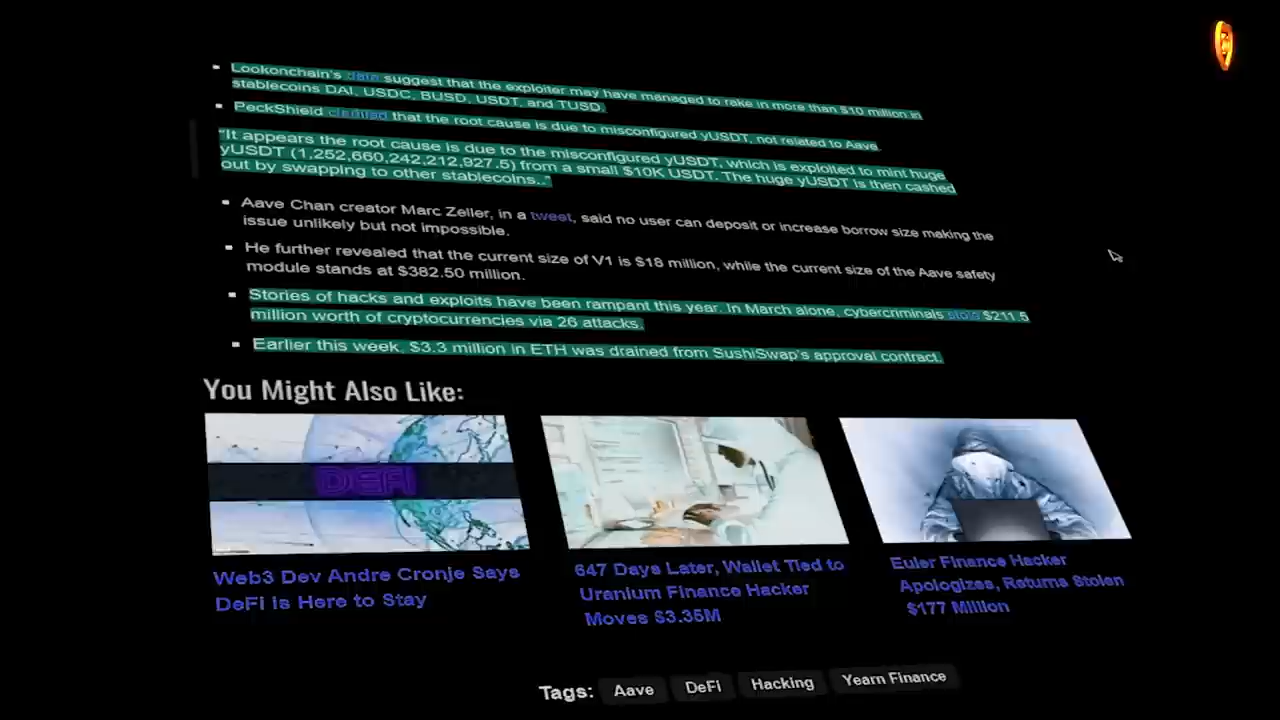 Lookonchain's data suggest that the exploiter may have managed to rake in more than $10 million in
stablecoins DAI, USDC, BUSD, USDT, and TUSD.
PeckShield clarified that the root cause is due to misconfigured yUSDT, not related to Aave.
"It appears the root cause is due to the misconfigured yUSDT, which is exploited to mint huge
yUSDT (1,252,660,242,212,927.5) from a small $10K USDT. The huge yUSDT is then cashed
out by swapping to other stablecoins.."
Aave Chan creator Marc Zeller, in a tweet, said no user can deposit or increase borrow size making the
issue unlikely but not impossible.
He further revealed that the current size of V1 is $18 million, while the current size of the Aave safety
module stands at $382.50 million.
Stories of hacks and exploits have been rampant this year. In March alone, cybercriminals stole $211.5
million worth of cryptocurrencies via 26 attacks.
Earlier this week, $3.3 million in ETH was drained from SushiSwap's approval contract.
You Might Also Like:
DEFI
Web3 Dev Andre Cronje Says
DeFi is Here to Stay
647 Days Later, Wallet Tied to
Uranium Finance Hacker
Moves $3.35M
Euler Finance Hacker
Apologizes, Returns Stolen
$177 Million
Tags: Aave DeFi Hacking Yearn Finance